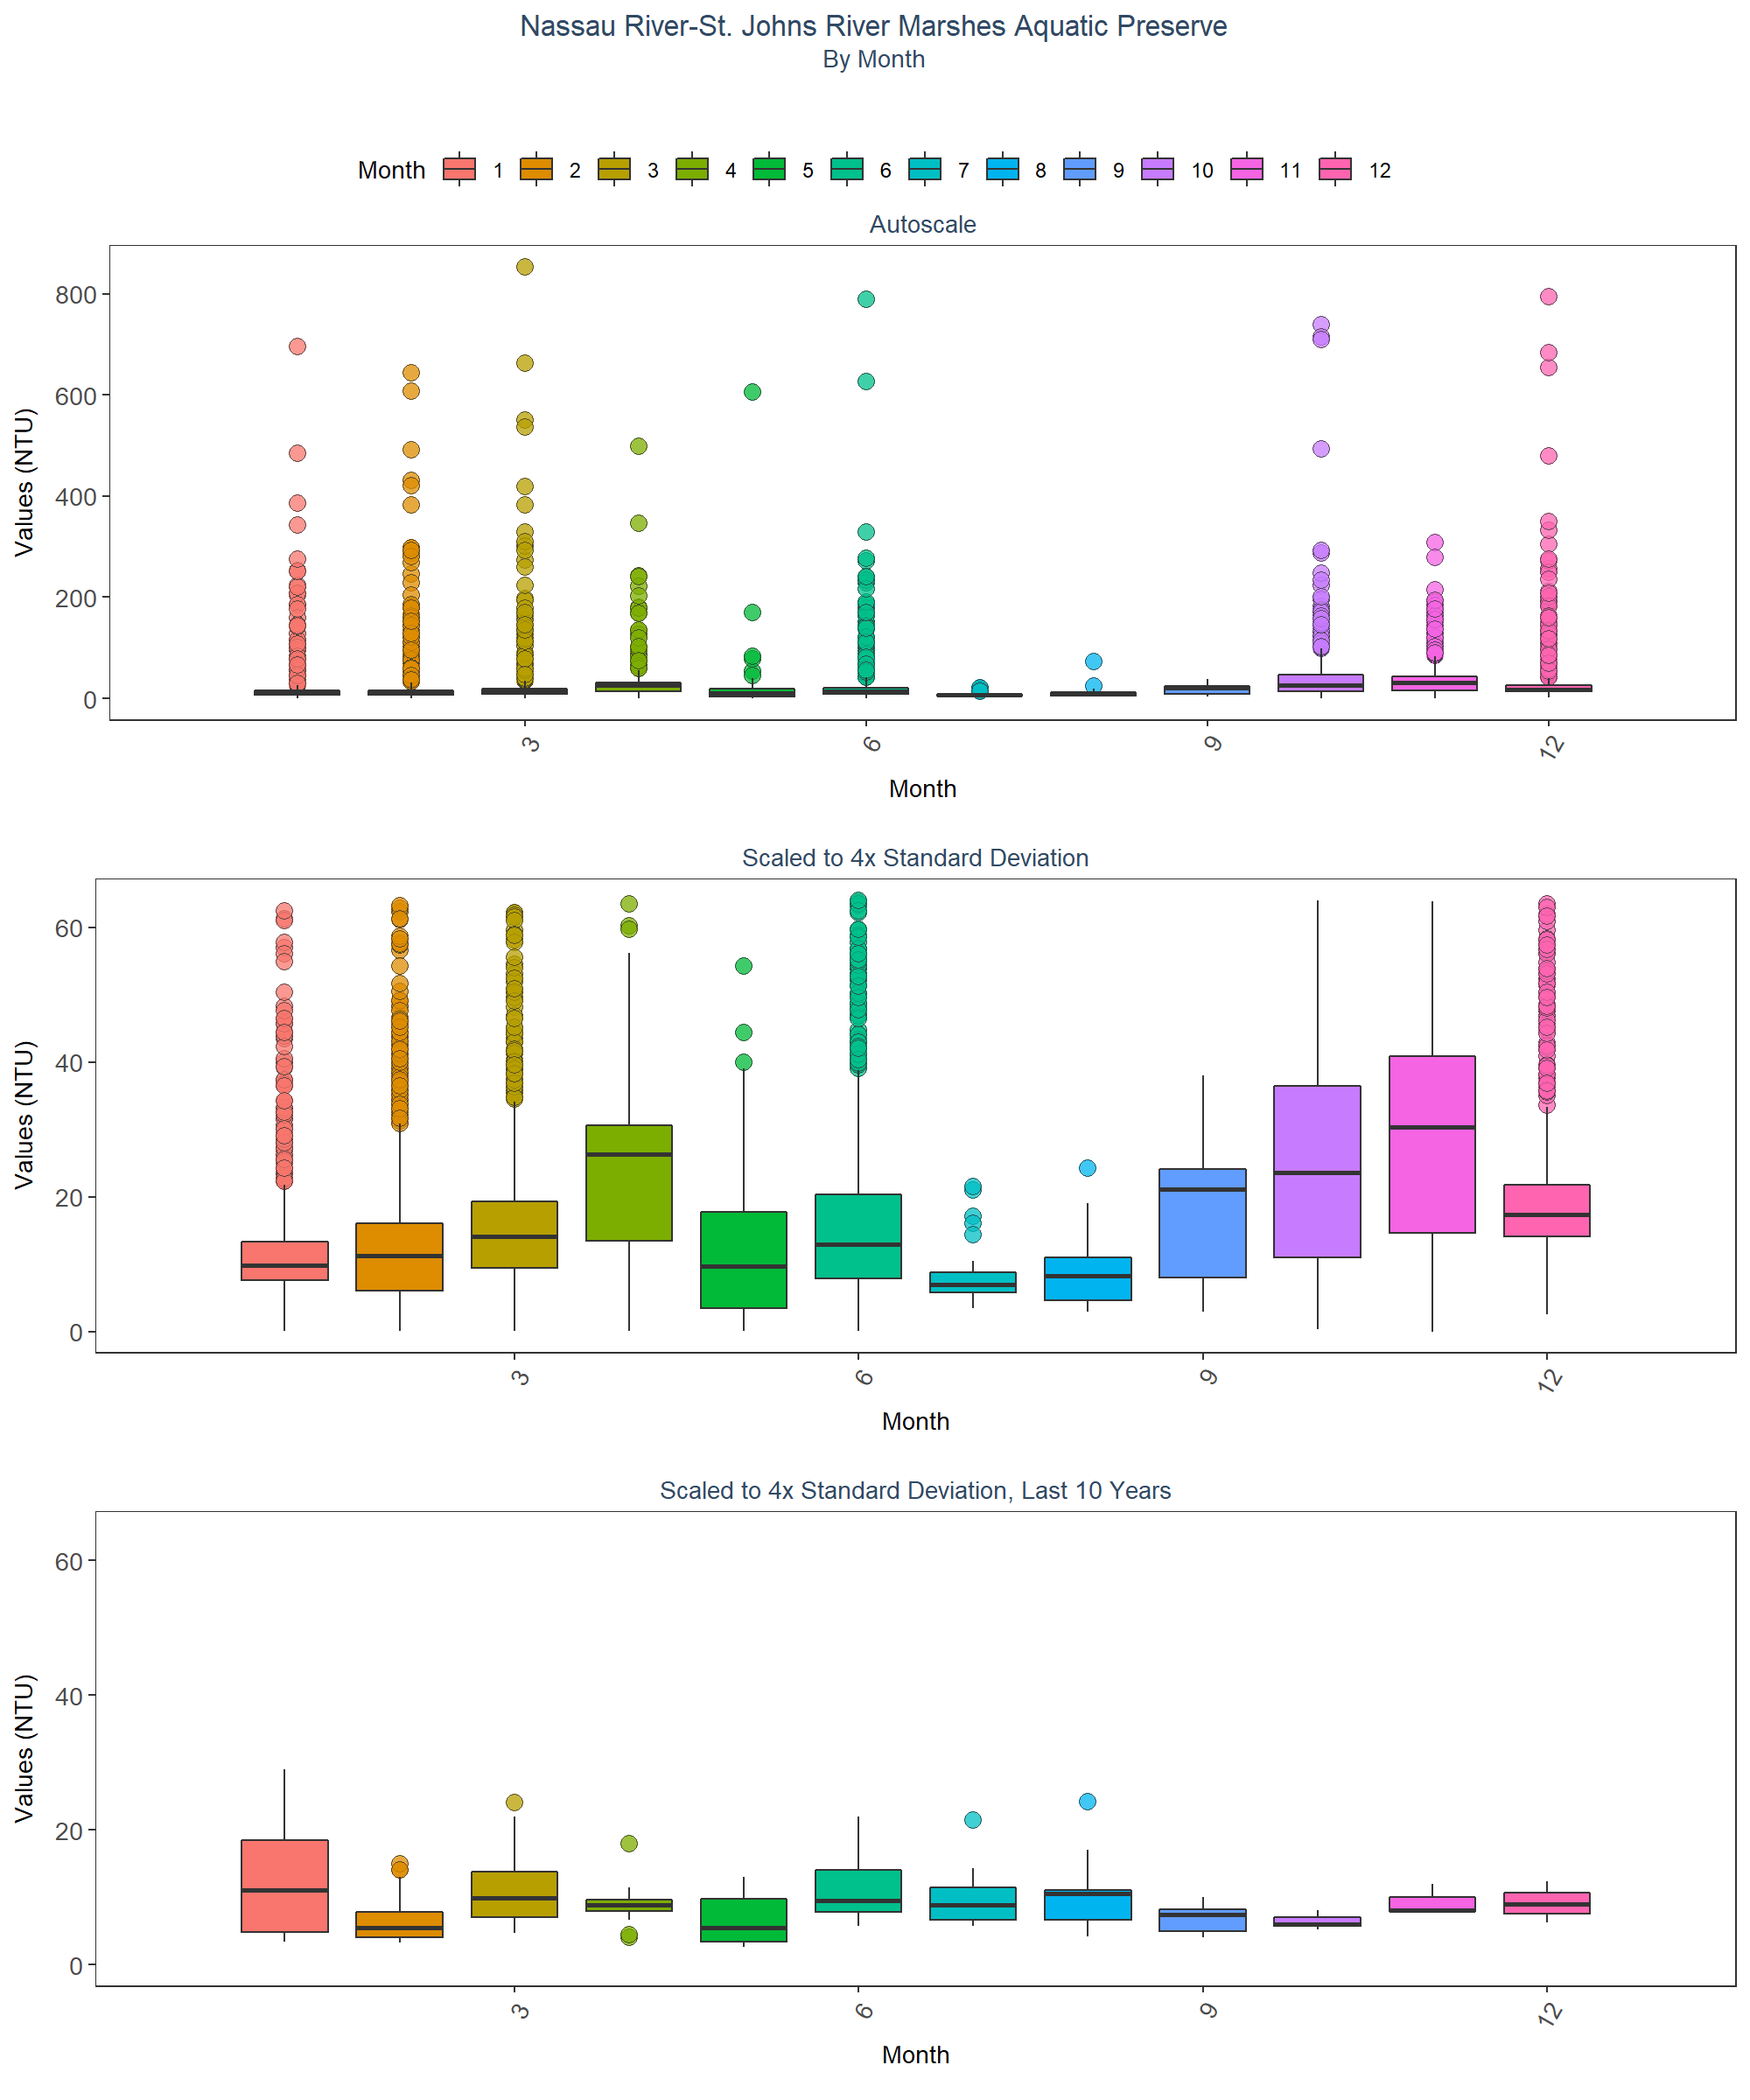 Nassau River-St. Johns River Marshes Aquatic Preserve
By Month
Month 1 2 3 4 5 6 7 8 9 10 11 12
Autoscale
Values (NTU)
800
600
400
200
0
3 6 9 12
Month
Scaled to 4x Standard Deviation
Values (NTU)
60
40
20
0
3 6 9 12
Month
Scaled to 4x Standard Deviation, Last 10 Years
Values (NTU)
60
40
20
0
3 6 9 12
Month